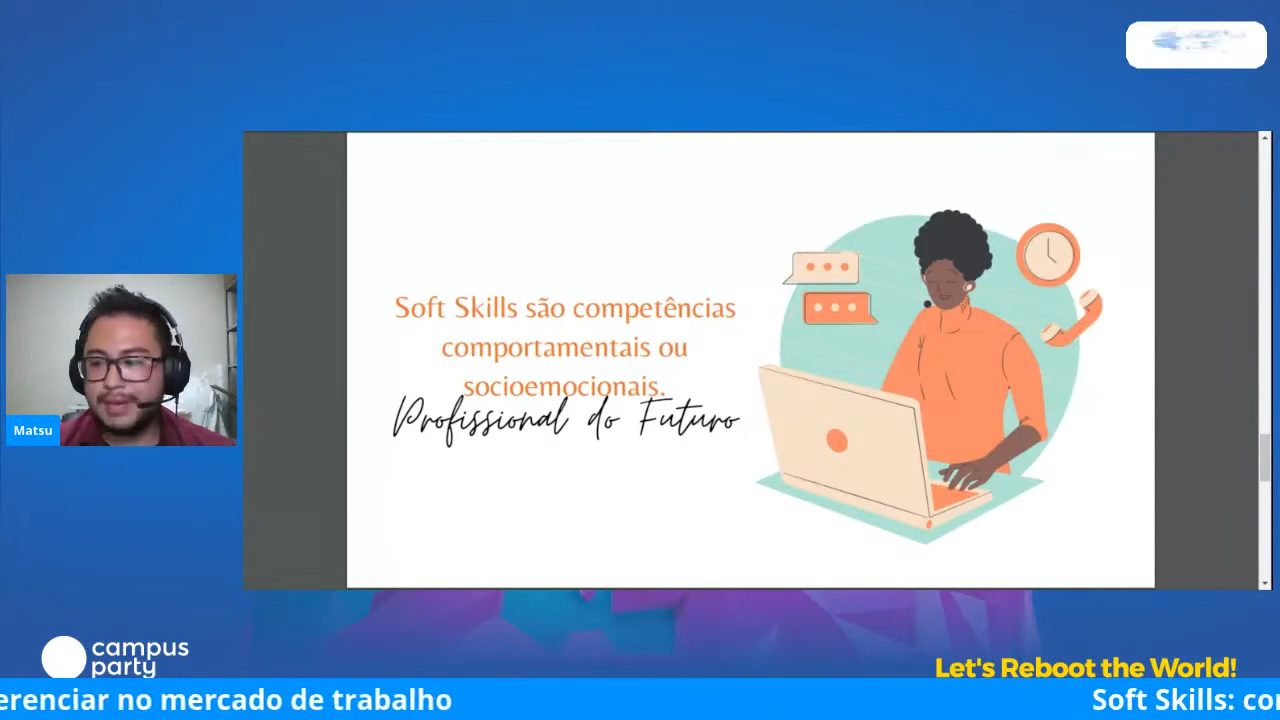 Soft Skills são competências
comportamentais ou
socioemocionais.
Profissional do Futuro
Matsu
campus
party
Let's Reboot the World!
erenciar no mercado de trabalho
Soft Skills: co